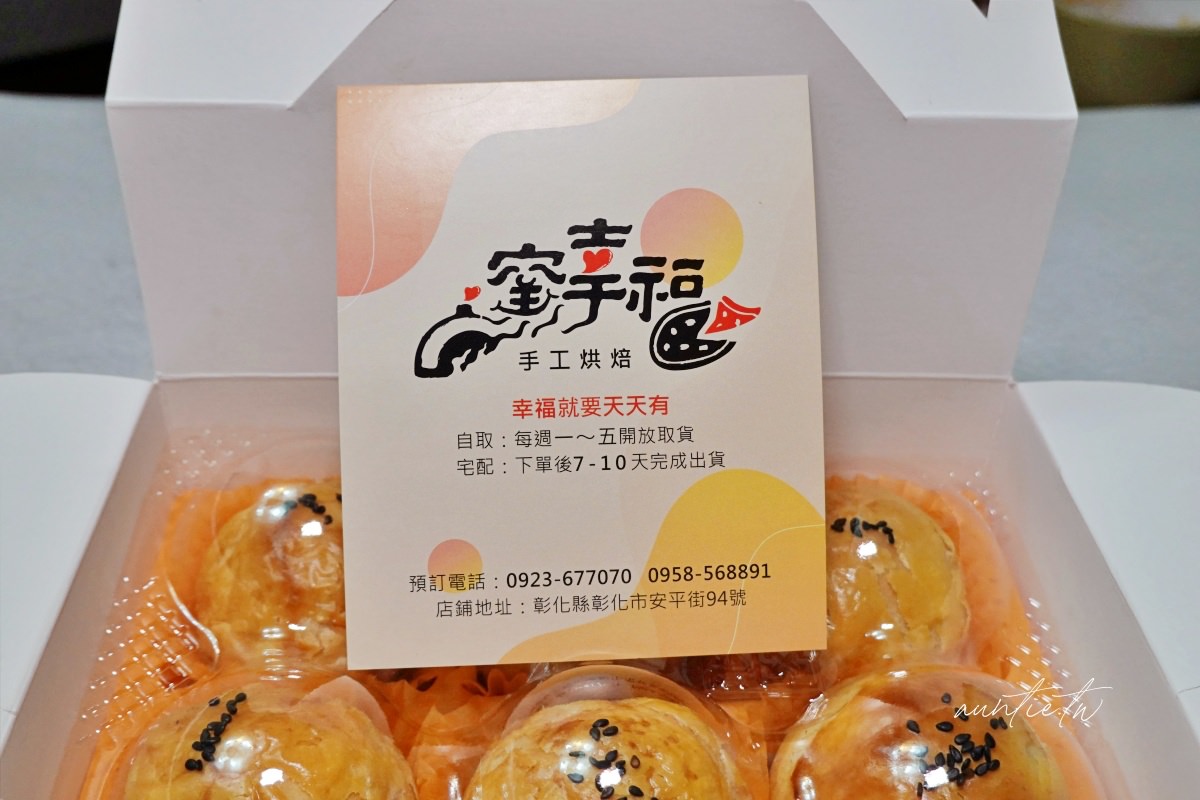 蜜幸福
手工烘焙
幸福就要天天有
自取：每週一～五開放取貨
宅配：下單後7-10天完成出貨
預訂電話：0923-677070 0958-568891
店鋪地址：彰化縣彰化市安平街94號
auntie.tw